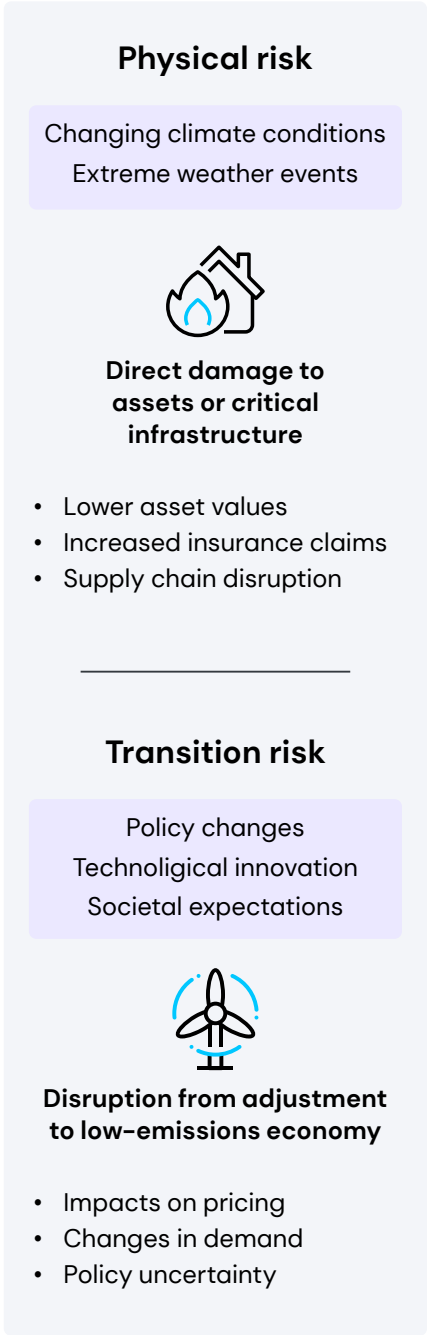 Physical risk
Changing climate conditions
Extreme weather events
Direct damage to
assets or critical
infrastructure
• Lower asset values
• Increased insurance claims
• Supply chain disruption
Transition risk
Policy changes
Technoligical innovation
Societal expectations
Disruption from adjustment
to low-emissions economy
• Impacts on pricing
• Changes in demand
• Policy uncertainty